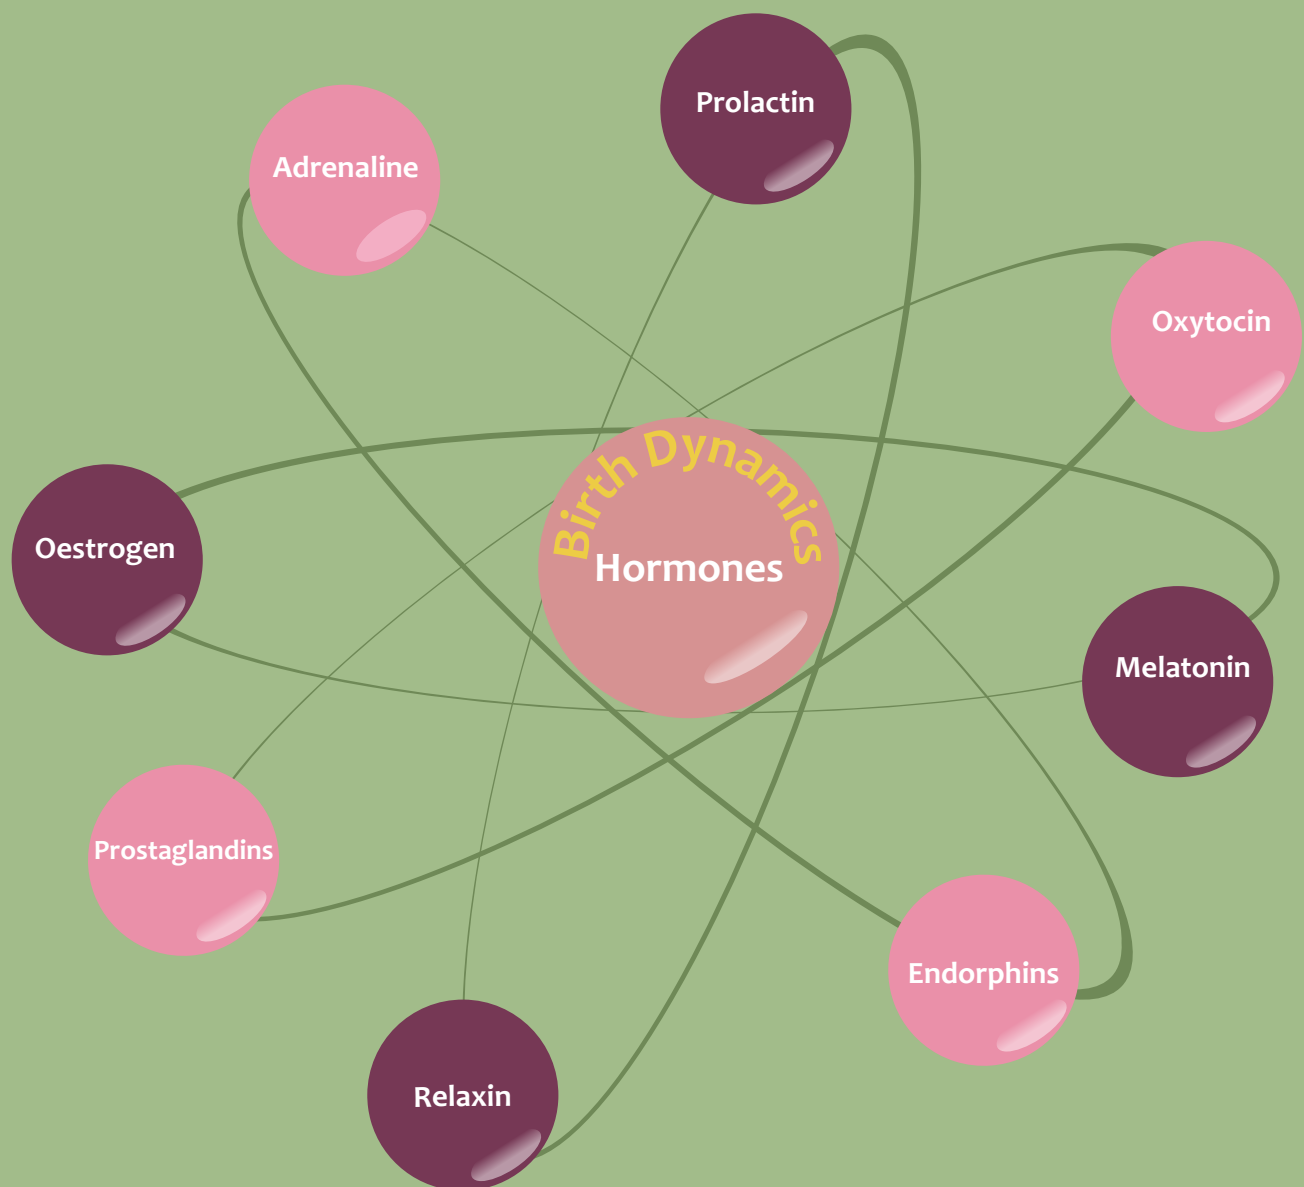 Prolactin
Adrenaline
Oxytocin
Birth Dynamics
Hormones
Oestrogen
Melatonin
Prostaglandins
Endorphins
Relaxin